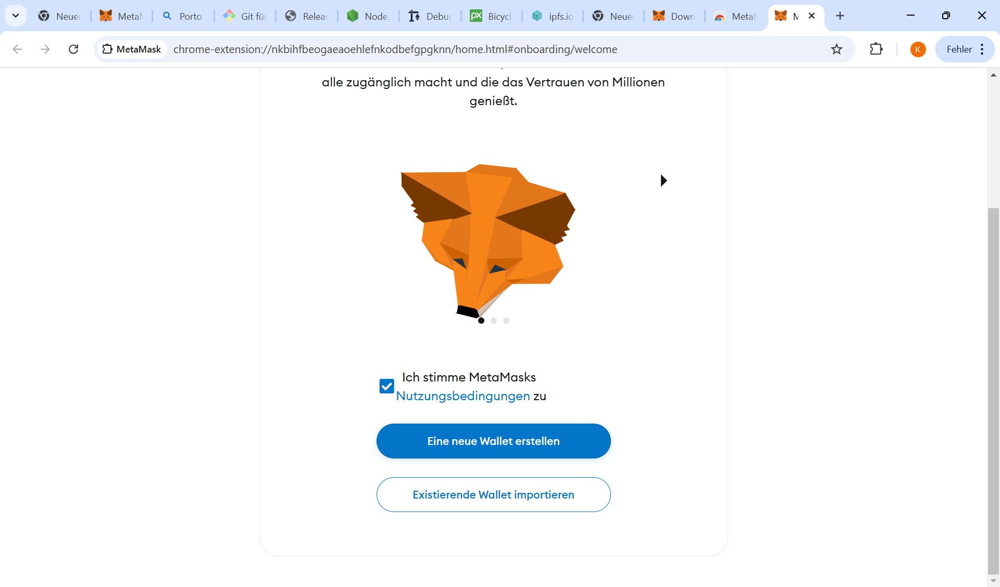 Neuer
Meta
Porto
Git für
Releas
Node.
Debug
Bicycl
ipfs.io
Neuer
Down
Meta
M
MetaMask
chrome-extension://nkbihfbeogaeaoehlefnkodbefgpgknn/home.html#onboarding/welcome
K
Fehler
alle zugänglich macht und die das Vertrauen von Millionen
genießt.
Ich stimme MetaMasks
Nutzungsbedingungen zu
Eine neue Wallet erstellen
Existierende Wallet importieren